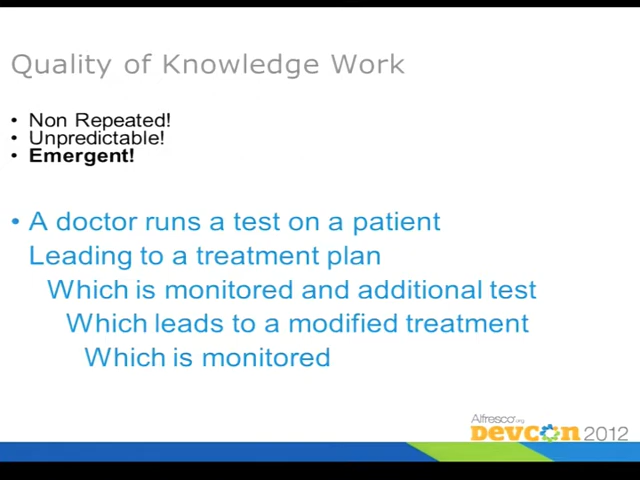 Quality of Knowledge Work
• Non Repeated!
• Unpredictable!
• Emergent!
• A doctor runs a test on a patient
Leading to a treatment plan
Which is monitored and additional test
Which leads to a modified treatment
Which is monitored
Alfresco.org
DEVCON 2012